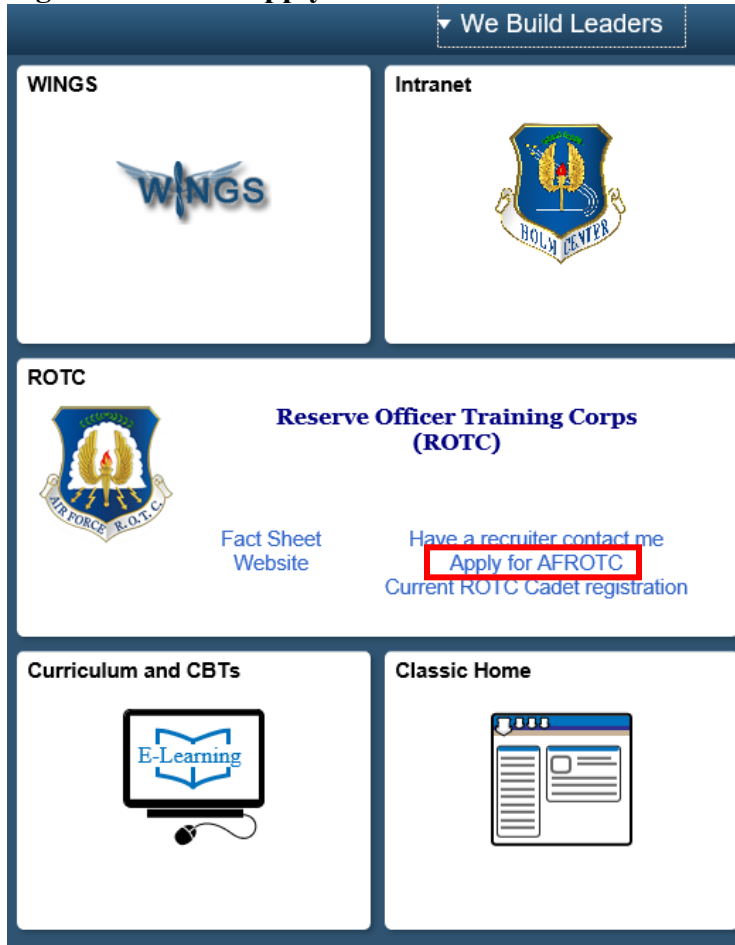 ▾ We Build Leaders
WINGS
Intranet
WINGS
HOLM CENTER
ROTC
Reserve Officer Training Corps
(ROTC)
AIR FORCE R.O.T.C.
Fact Sheet
Have a recruiter contact me
Website
Apply for AFROTC
Current ROTC Cadet registration
Curriculum and CBTs
Classic Home
E-Learning